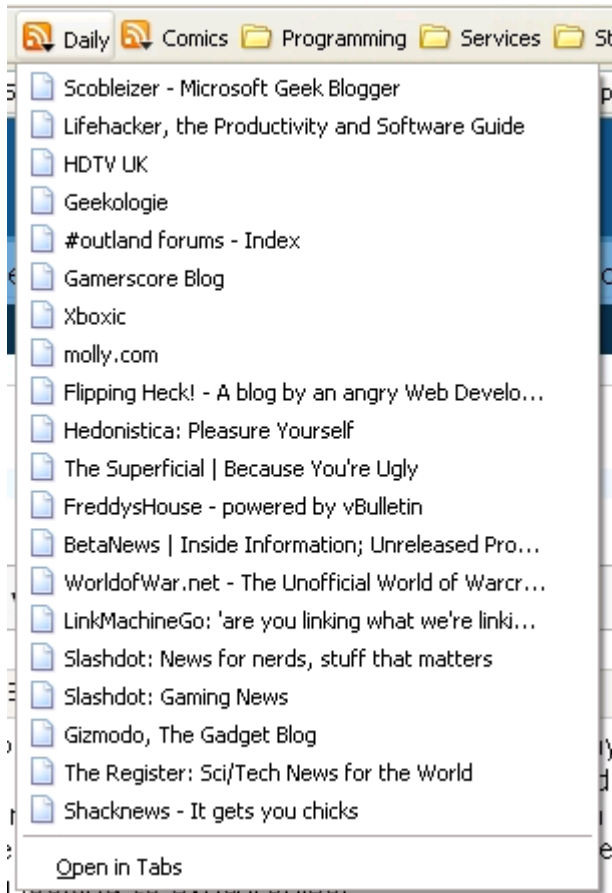 Daily Comics Programming Services St
Scobleizer - Microsoft Geek Blogger
Lifehacker, the Productivity and Software Guide
HDTV UK
Geekologie
#outland forums - Index
Gamerscore Blog
Xboxic
molly.com
Flipping Heck! - A blog by an angry Web Develo...
Hedonistica: Pleasure Yourself
The Superficial | Because You're Ugly
FreddysHouse - powered by vBulletin
BetaNews | Inside Information; Unreleased Pro...
WorldofWar.net - The Unofficial World of Warcr...
LinkMachineGo: 'are you linking what we're linki...
Slashdot: News for nerds, stuff that matters
Slashdot: Gaming News
Gizmodo, The Gadget Blog
The Register: Sci/Tech News for the World
Shacknews - It gets you chicks
Open in Tabs